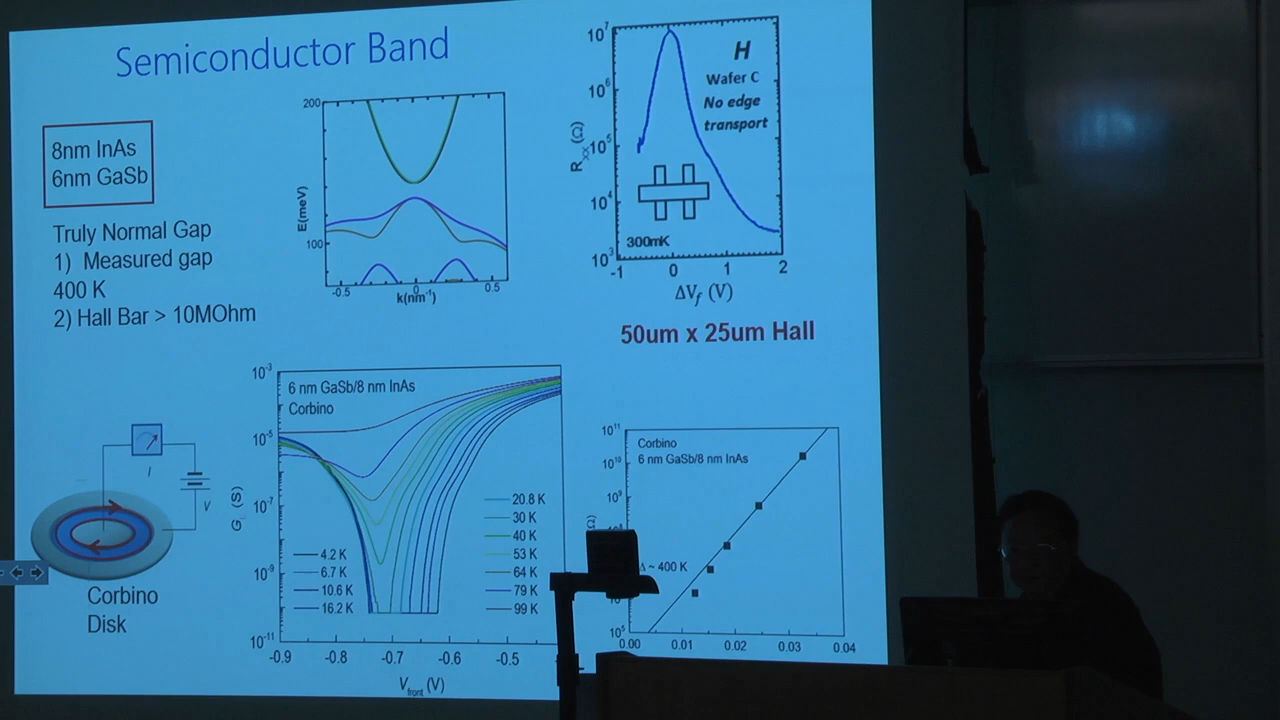 Semiconductor Band
8nm InAs
6nm GaSb
Truly Normal Gap
1) Measured gap
400 K
2) Hall Bar > 10MOhm
200
100
E(meV)
-0.5
0
0.5
k(nm⁻¹)
10⁷
10⁶
10⁵
10⁴
10³
Rxx (Ω)
H
Wafer C
No edge
transport
300mK
-1
0
1
2
ΔVf (V)
50um x 25um Hall
I
V
Corbino
Disk
10⁻³
10⁻⁵
10⁻⁷
10⁻⁹
10⁻¹¹
G (S)
6 nm GaSb/8 nm InAs
Corbino
4.2 K
6.7 K
10.6 K
16.2 K
20.8 K
30 K
40 K
53 K
64 K
79 K
99 K
-0.9
-0.8
-0.7
-0.6
-0.5
Vfront (V)
10¹¹
10¹⁰
10⁹
(Ω)
Corbino
6 nm GaSb/8 nm InAs
Δ ~ 400 K
0.00
0.01
0.02
0.03
0.04